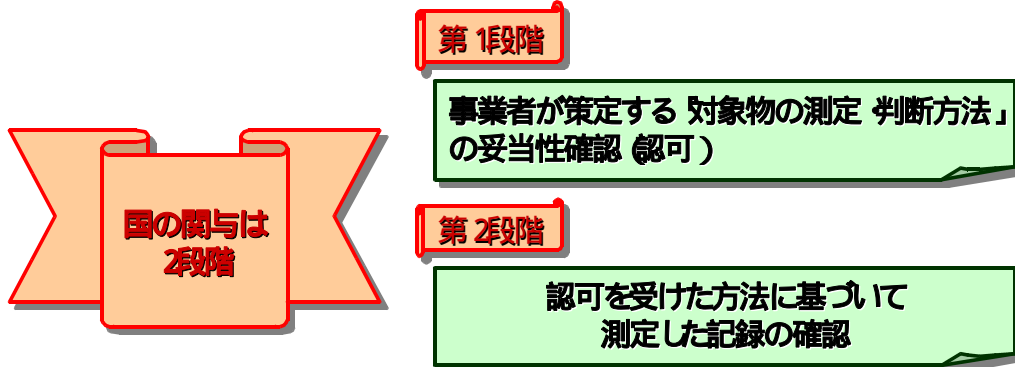 国の関与は
2段階
第1段階
事業者が策定する「対象物の測定・判断方法」
の妥当性確認（認可）
第2段階
認可を受けた方法に基づいて
測定した記録の確認